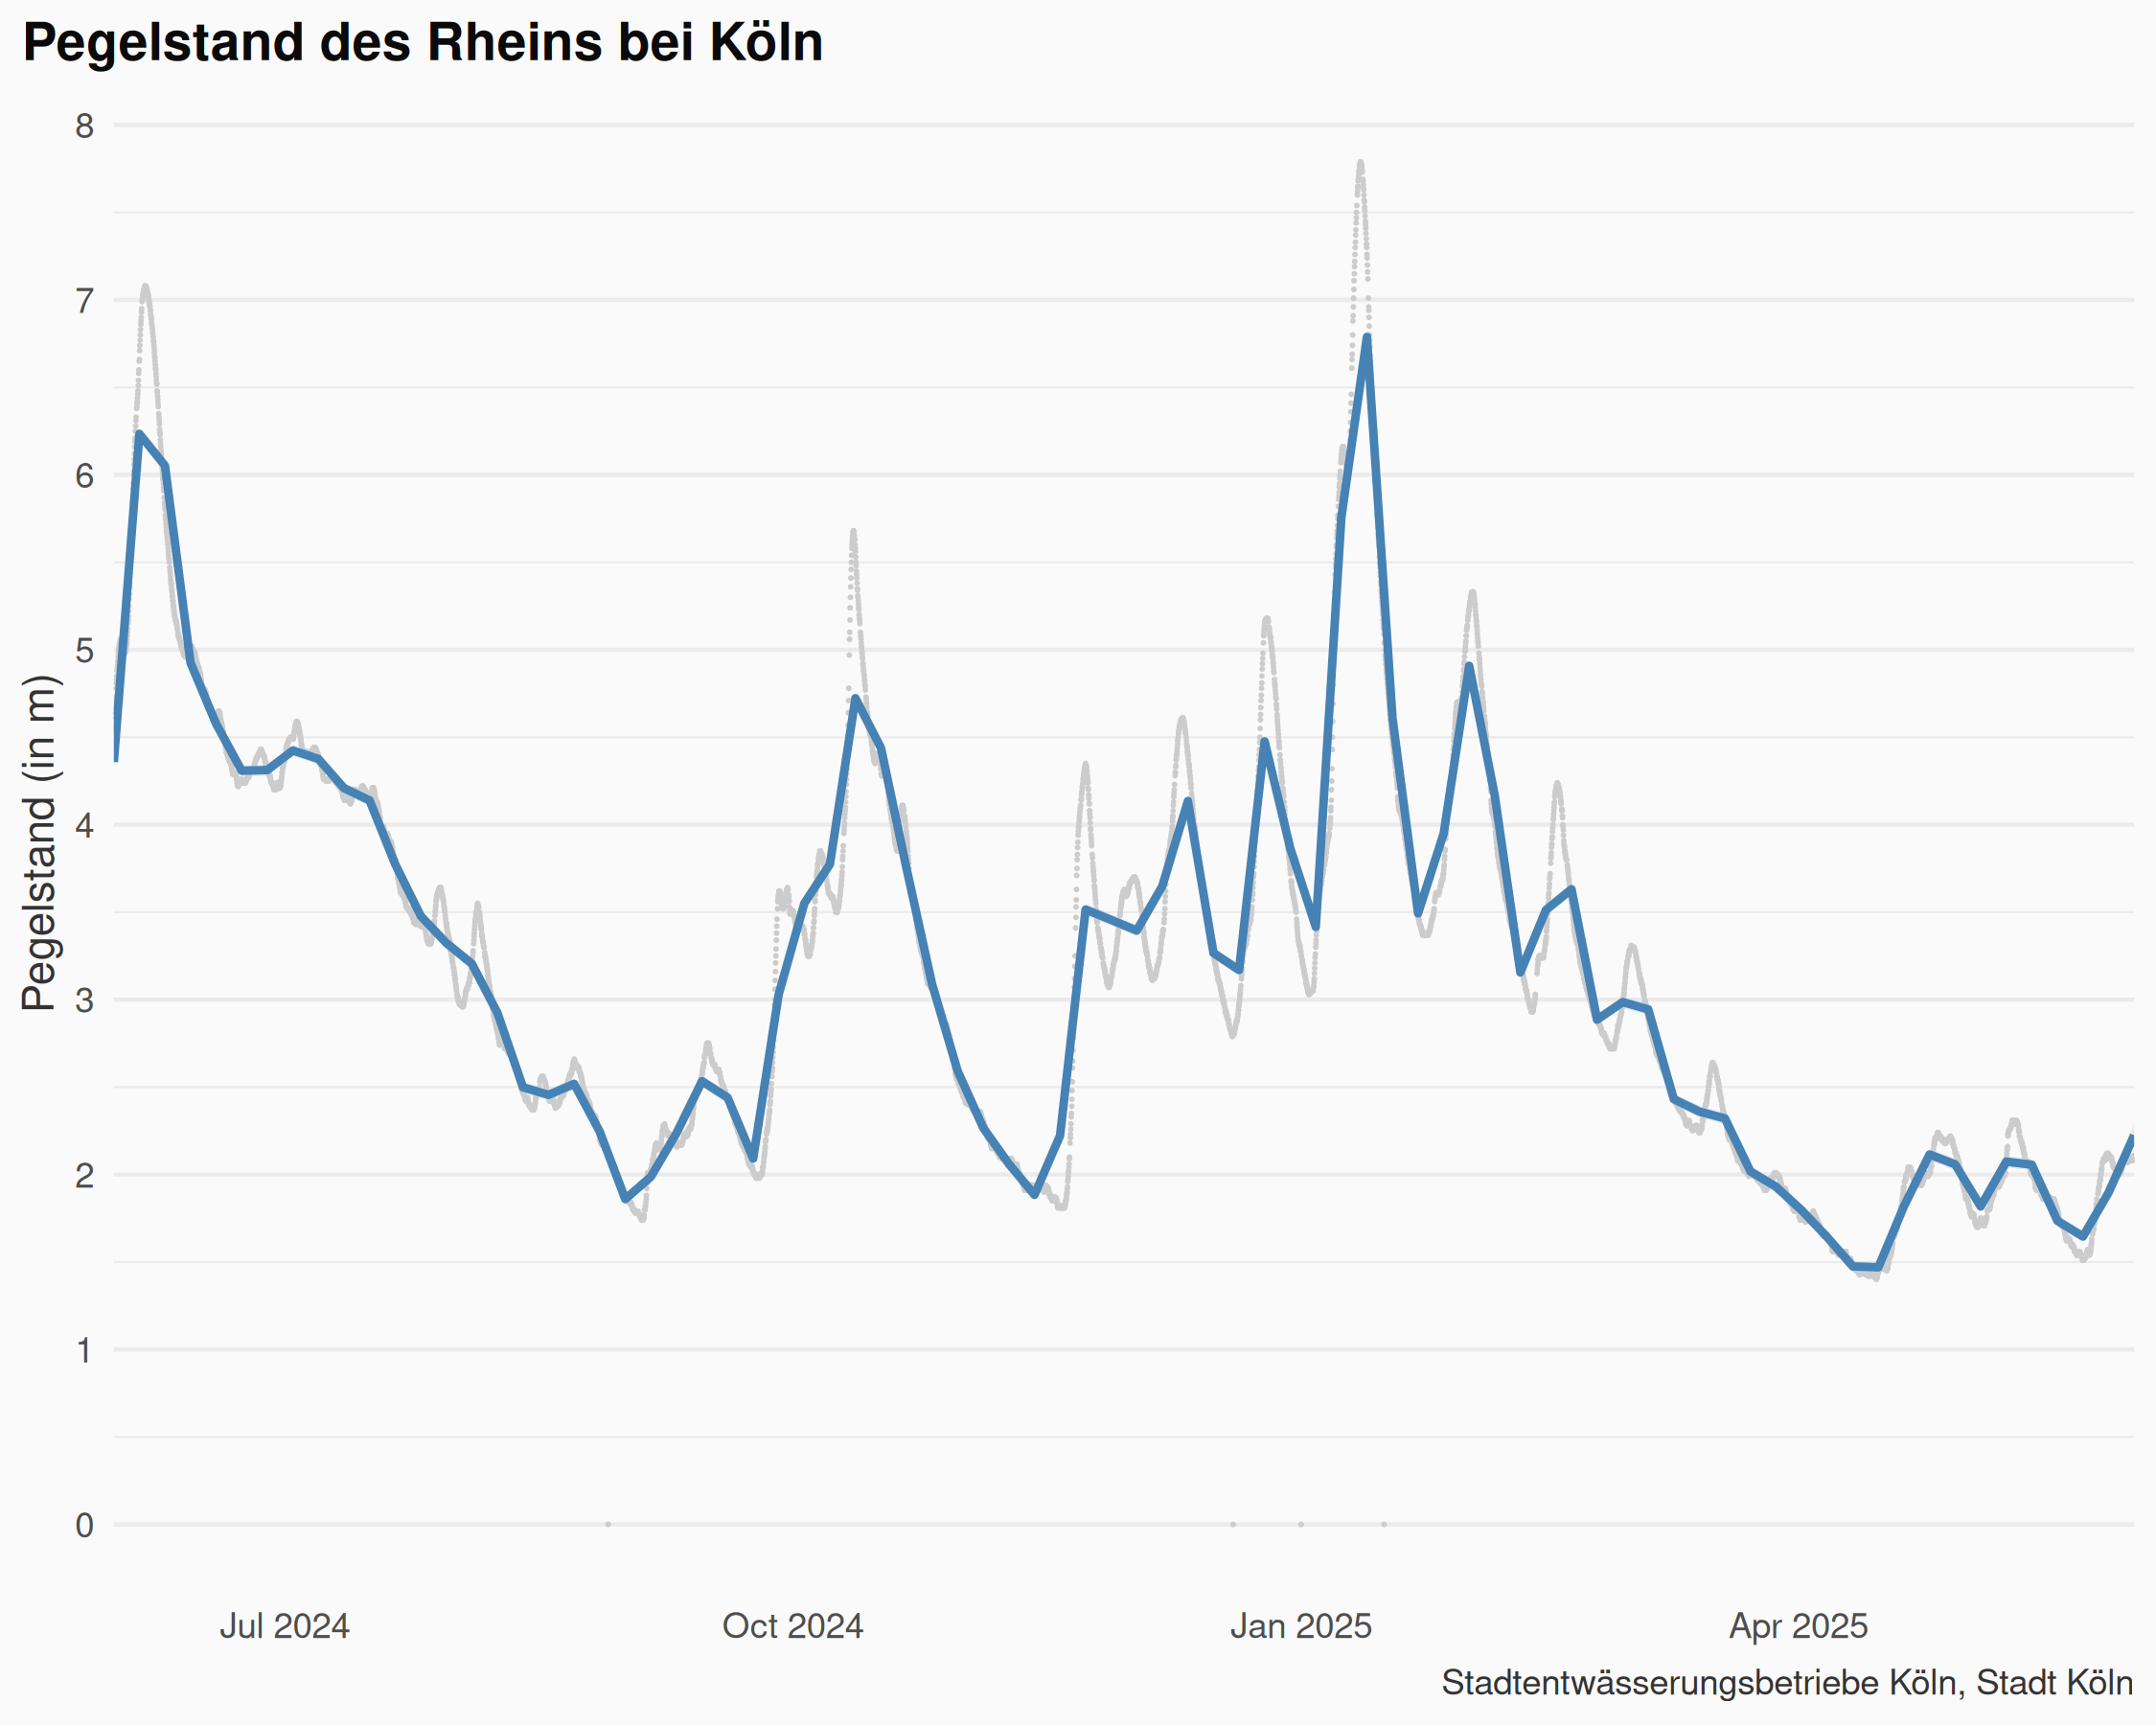 Pegelstand des Rheins bei Köln
Pegelstand (in m)
8
7
6
5
4
3
2
1
0
Jul 2024 Oct 2024 Jan 2025 Apr 2025
Stadtentwässerungsbetriebe Köln, Stadt Köln